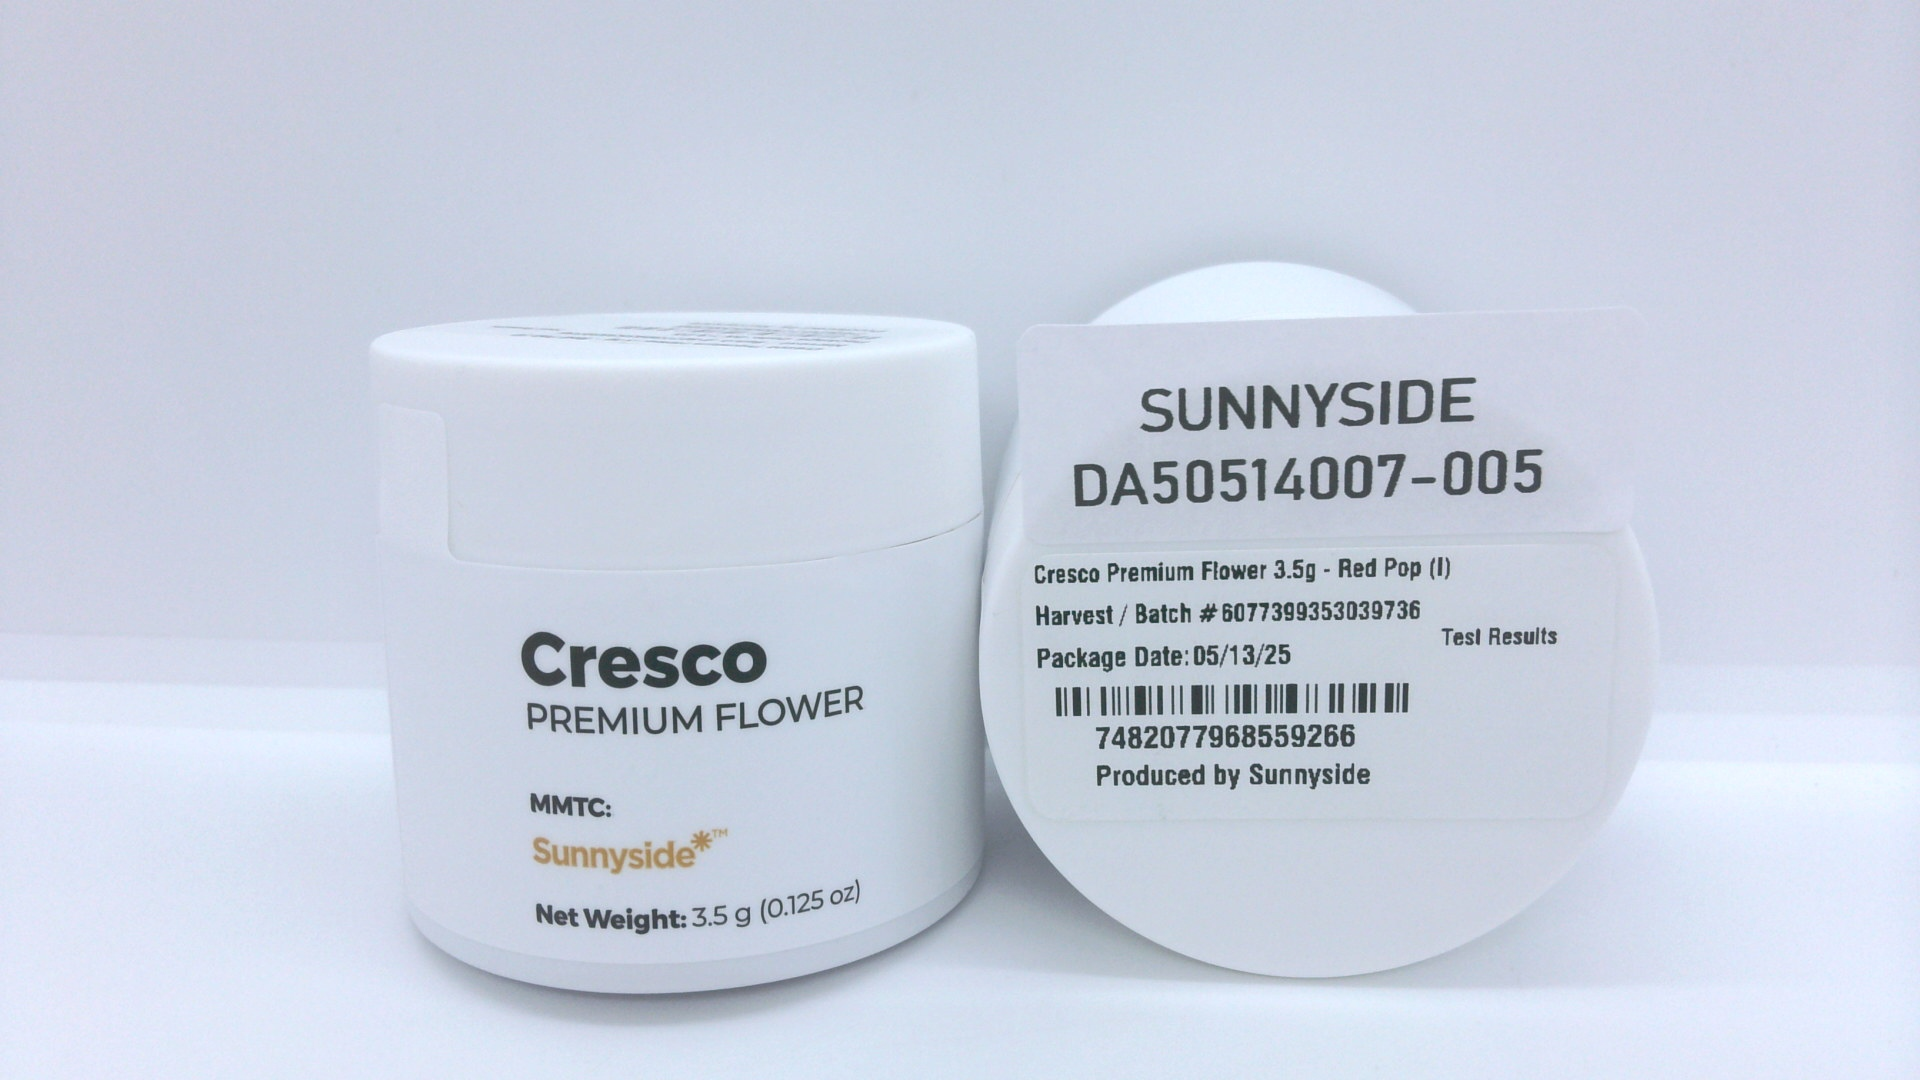 Cresco
PREMIUM FLOWER
MMTC:
Sunnyside*™
Net Weight: 3.5 g (0.125 oz)
SUNNYSIDE
DA50514007-005
Cresco Premium Flower 3.5g - Red Pop (I)
Harvest / Batch # 6077399353039736
Test Results
Package Date: 05/13/25
7482077968559266
Produced by Sunnyside